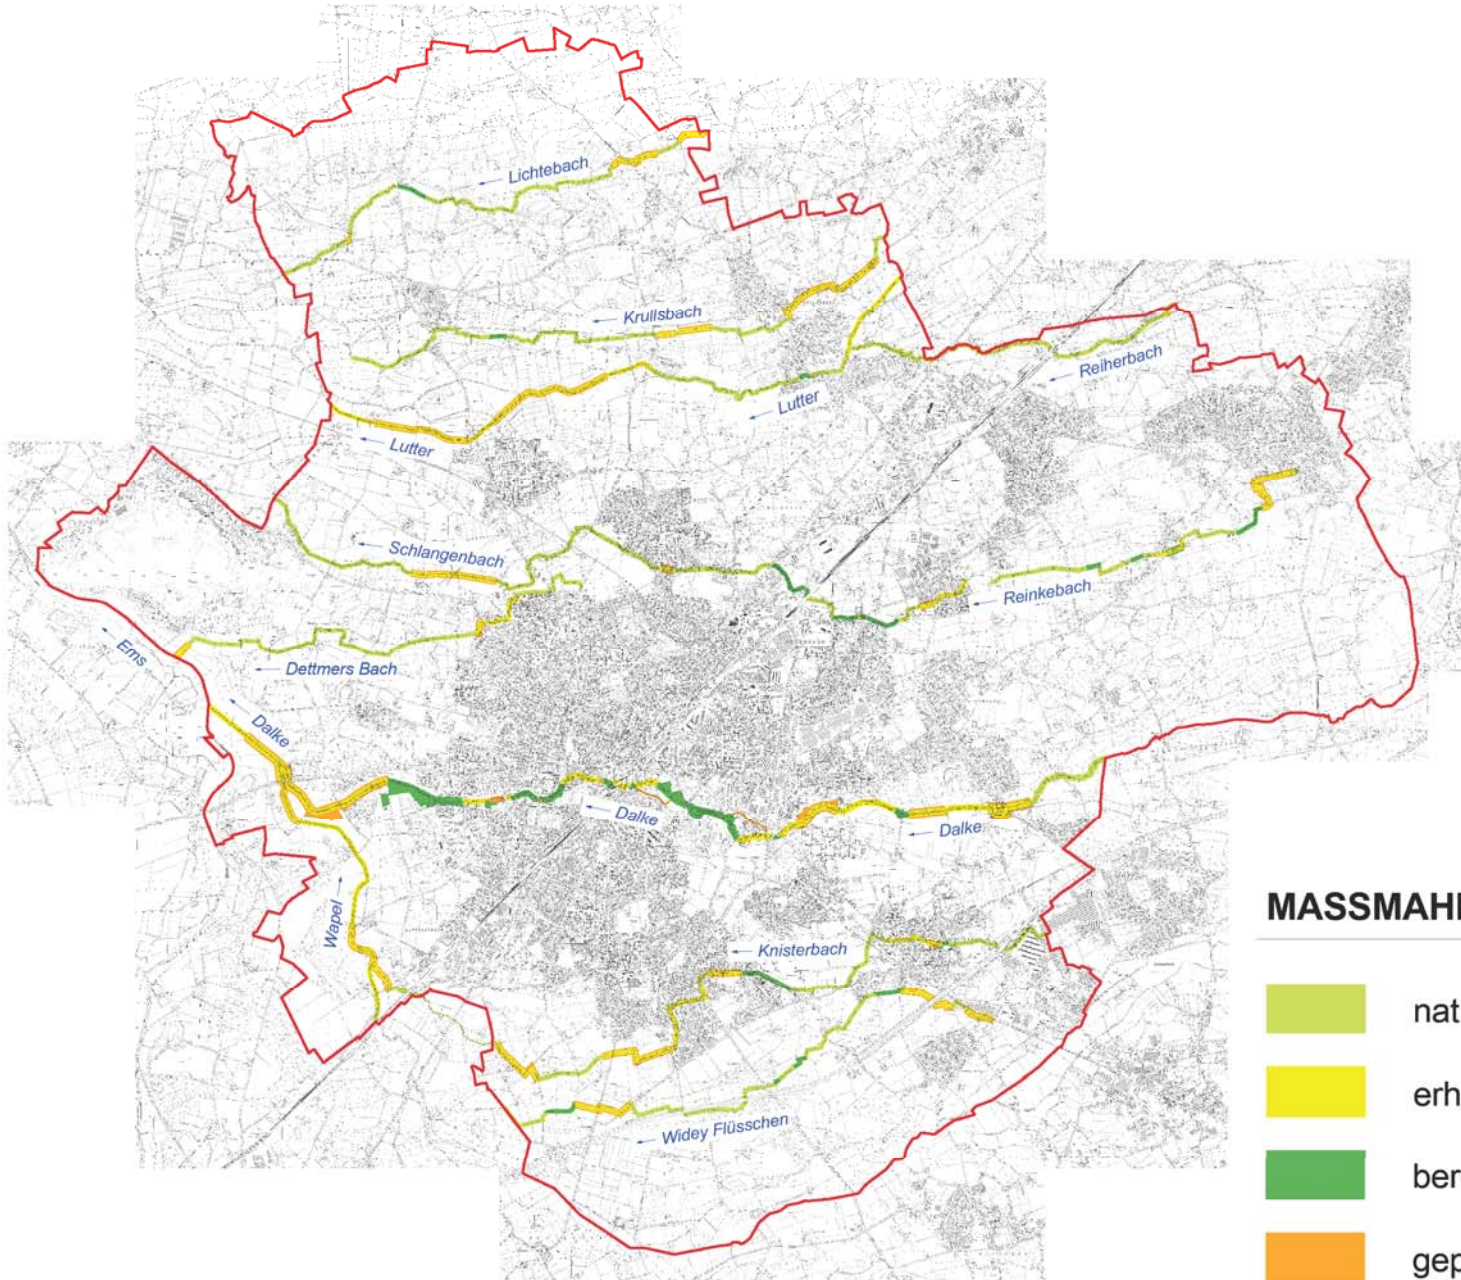 ← Lichtebach
← Krullsbach
← Reiherbach
← Lutter
← Lutter
← Schlangenbach
← Reinkebach
← Ems
← Dettmers Bach
← Dalke
← Dalke
← Dalke
Wapel →
← Knisterbach
← Widey Flüsschen
MASSMAHI
nat
erh
ber
gep